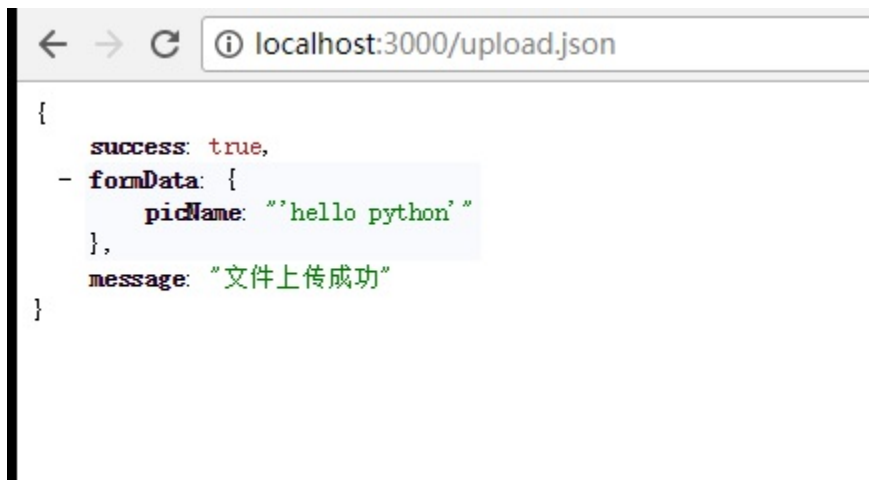 localhost:3000/upload.json
{
success: true,
- formData: {
picName: "'hello python'"
},
message: "文件上传成功"
}